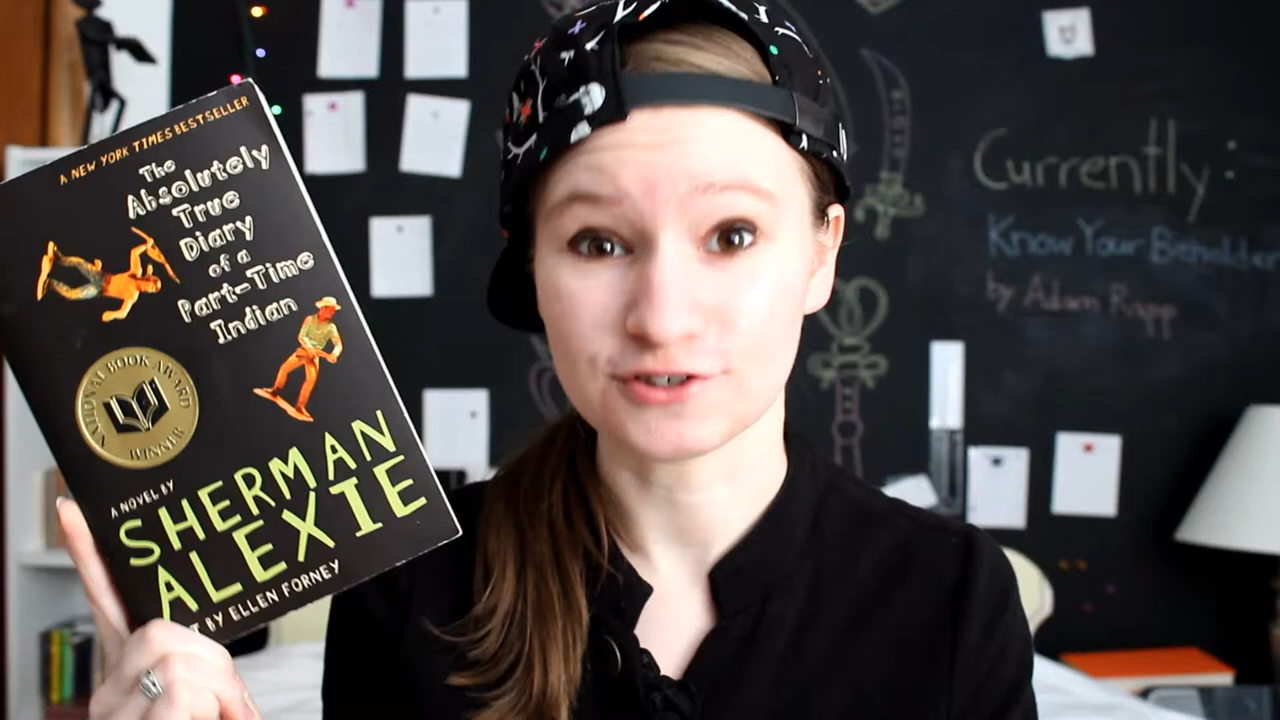 A NEW YORK TIMES BESTSELLER
The
Absolutely
True
Diary
of a
Part-Time
Indian
NATIONAL BOOK AWARD
WINNER
A NOVEL BY
SHERMAN
ALEXIE
T BY ELLEN FORNEY
Currently:
Know Your Beholder
by Adam Rapp